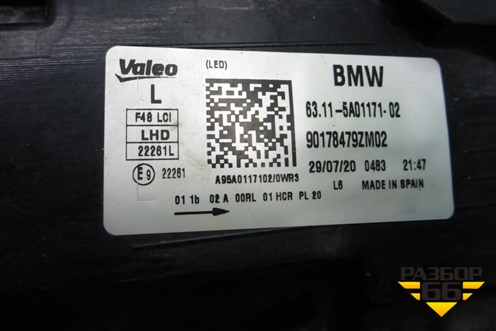 Valeo (LED) BMW
L 63.11-5A01171-02
F48 LCI 90178479ZM02
LHD
22261L 29/07/20 0483 21:47
E9 22261 A95A0117102/0WR3 L6 MADE IN SPAIN
01 1b 02 A 00RL 01 HCR PL 20
РАЗБОР
66